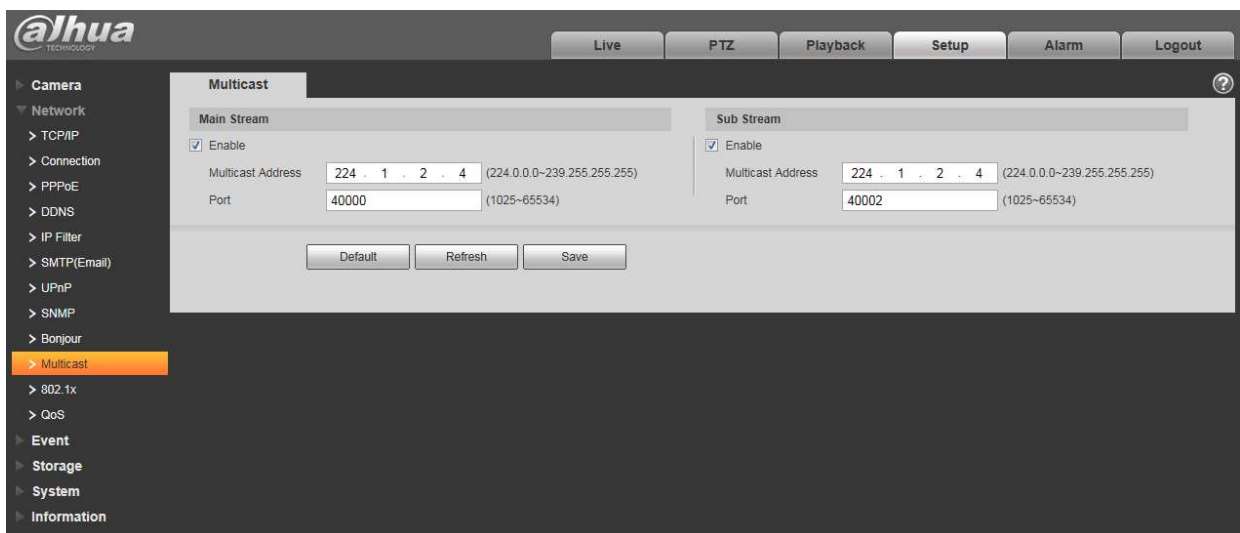 alhua
TECHNOLOGY
Live PTZ Playback Setup Alarm Logout
Camera
Network
> TCP/IP
> Connection
> PPPoE
> DDNS
> IP Filter
> SMTP(Email)
> UPnP
> SNMP
> Bonjour
> Multicast
> 802.1x
> QoS
Event
Storage
System
Information
Multicast
?
Main Stream
Enable
Multicast Address 224 . 1 . 2 . 4 (224.0.0.0~239.255.255.255)
Port 40000 (1025~65534)
Sub Stream
Enable
Multicast Address 224 . 1 . 2 . 4 (224.0.0.0~239.255.255.255)
Port 40002 (1025~65534)
Default Refresh Save